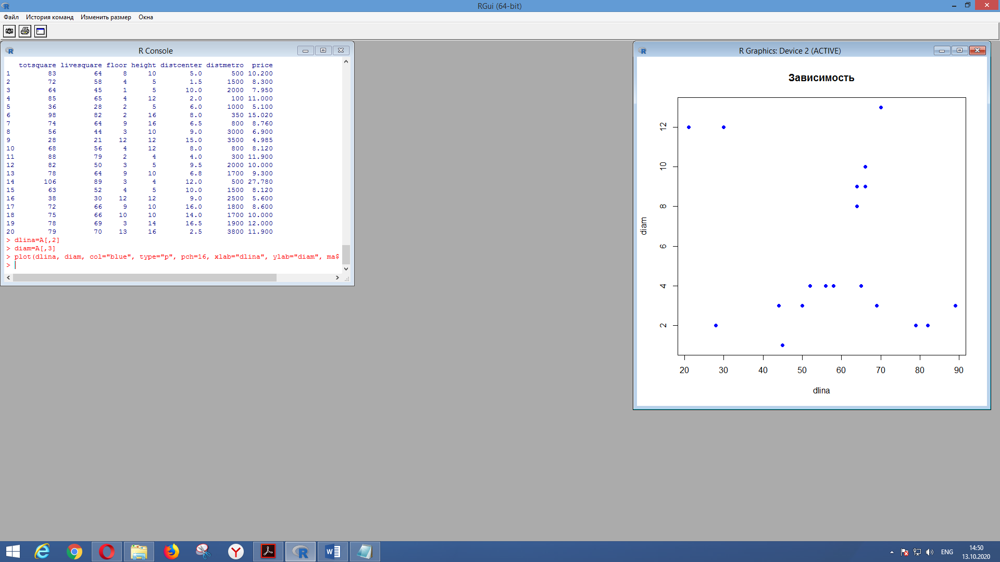 RGui (64-bit)
Файл История команд Изменить размер Окна
R Console
totsquare livesquare floor height distcenter distmetro price
1 83 64 8 10 5.0 500 10.200
2 72 58 4 5 1.5 1500 8.300
3 64 45 1 5 10.0 2000 7.950
4 85 65 4 12 2.0 100 11.000
5 36 28 2 5 6.0 1000 5.100
6 98 82 2 16 8.0 350 15.020
7 74 64 9 16 6.5 800 8.760
8 56 44 3 10 9.0 3000 6.900
9 28 21 12 12 15.0 3500 4.985
10 68 56 4 12 8.0 800 8.120
11 88 79 2 4 4.0 300 11.900
12 82 50 3 5 9.5 2000 10.000
13 78 64 9 10 6.8 1700 9.300
14 106 89 3 4 12.0 500 27.780
15 63 52 4 5 10.0 1500 8.120
16 38 30 12 12 9.0 2500 5.600
17 72 66 9 10 16.0 1800 8.600
18 75 66 10 10 14.0 1700 10.000
19 78 69 3 14 16.5 1900 12.000
20 79 70 13 16 2.5 3800 11.900
> dlina=A[,2]
> diam=A[,3]
> plot(dlina, diam, col="blue", type="p", pch=16, xlab="dlina", ylab="diam", ma$
>
R Graphics: Device 2 (ACTIVE)
Зависимость
12
10
8
6
4
2
diam
20 30 40 50 60 70 80 90
dlina
ENG
14:50
13.10.2020